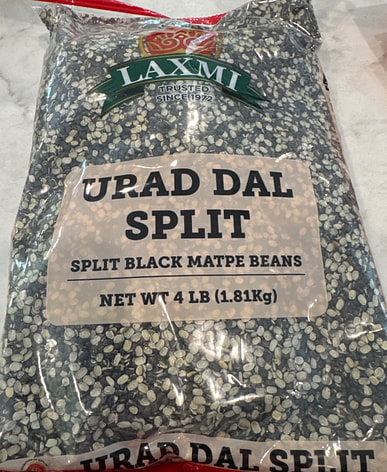 LAXMI
TRUSTED
SINCE 1972
URAD DAL
SPLIT
SPLIT BLACK MATPE BEANS
NET WT 4 LB (1.81Kg)
URAD DAL SPLIT